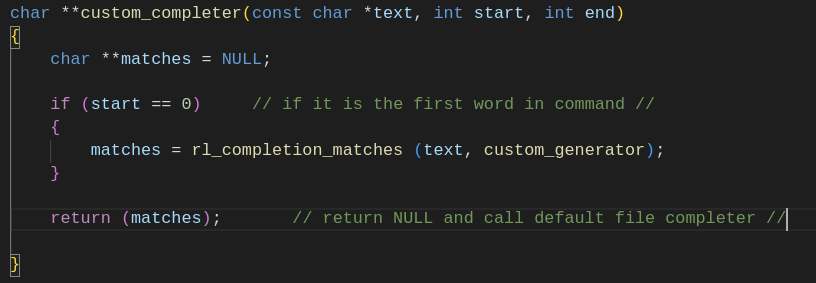 char **custom_completer(const char *text, int start, int end)
{
    char **matches = NULL;
    if (start == 0)     // if it is the first word in command //
    {
        matches = rl_completion_matches (text, custom_generator);
    }
    return (matches);       // return NULL and call default file completer //
}